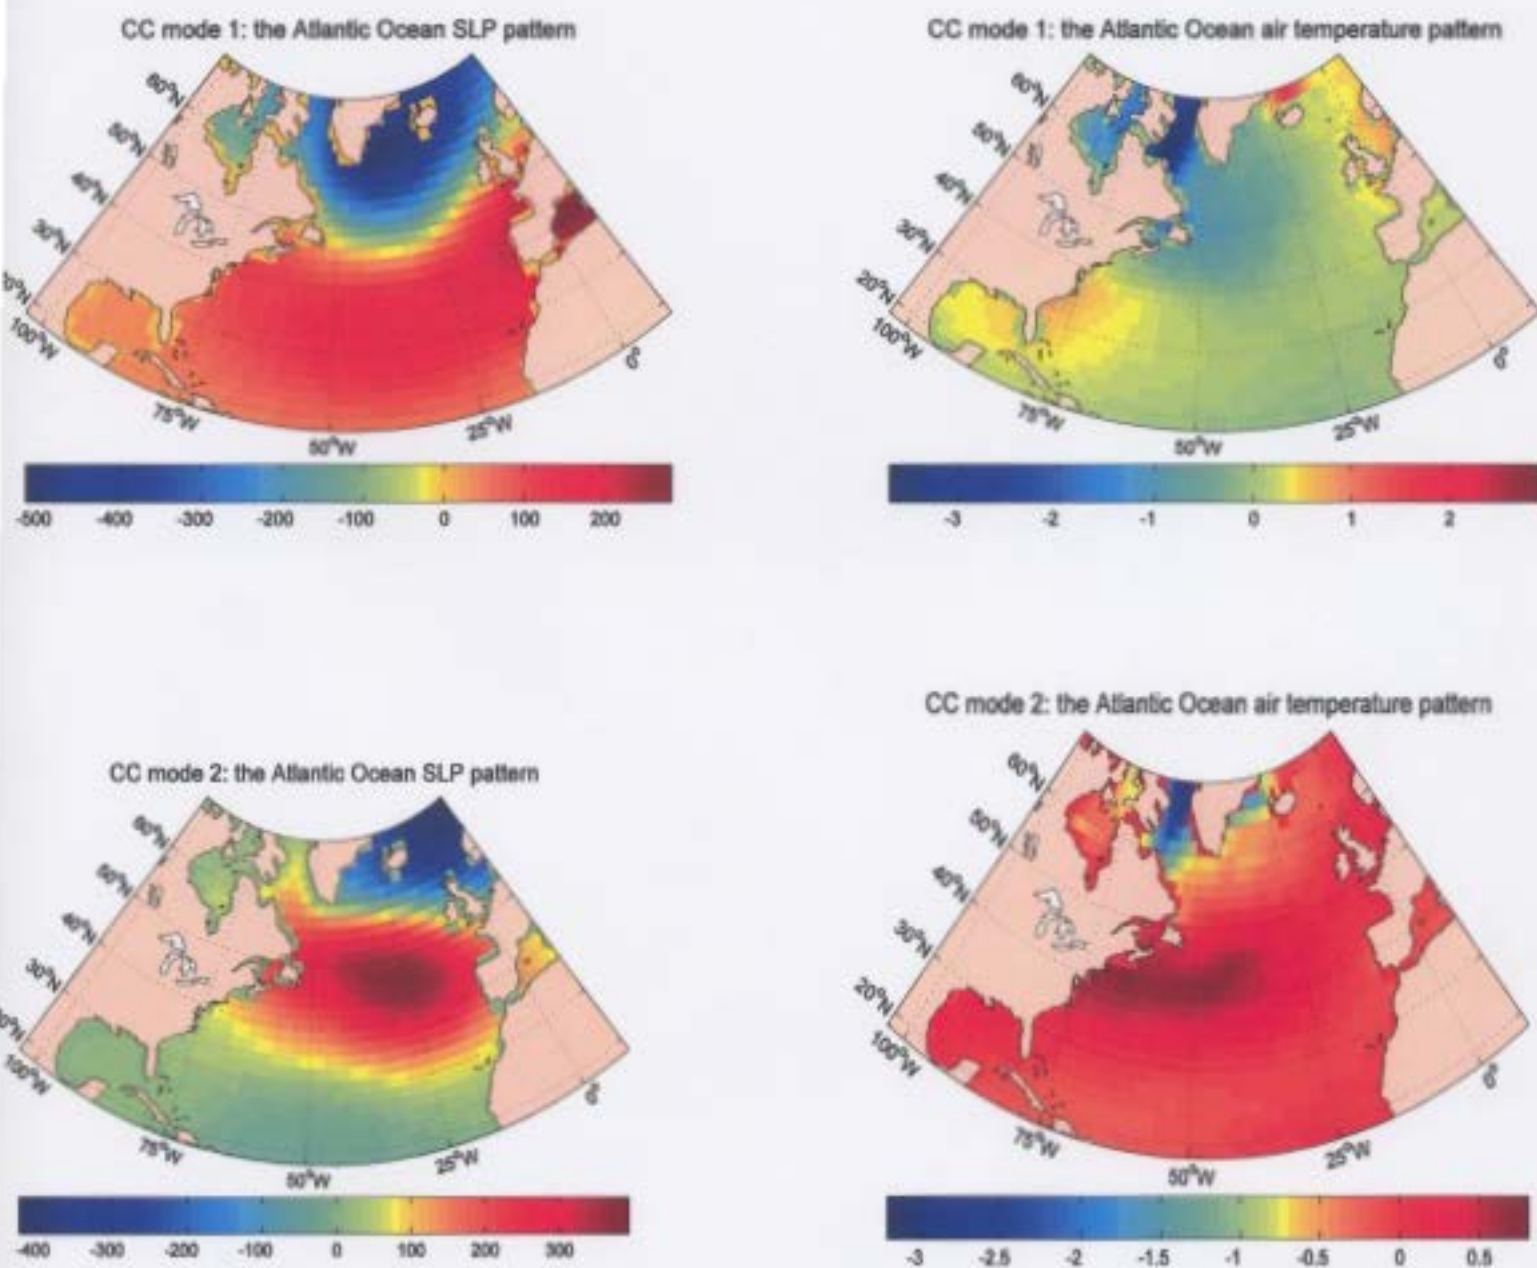 CC mode 1: the Atlantic Ocean SLP pattern
60°N
50°N
40°N
30°N
20°N
100°W
75°W
50°W
25°W
0°
-500 -400 -300 -200 -100 0 100 200
CC mode 1: the Atlantic Ocean air temperature pattern
60°N
50°N
40°N
30°N
20°N
100°W
75°W
50°W
25°W
0°
-3 -2 -1 0 1 2
CC mode 2: the Atlantic Ocean SLP pattern
60°N
50°N
40°N
30°N
0°N
100°W
75°W
50°W
25°W
0°
-400 -300 -200 -100 0 100 200 300
CC mode 2: the Atlantic Ocean air temperature pattern
60°N
50°N
40°N
30°N
20°N
100°W
75°W
50°W
25°W
0°
-3 -2.5 -2 -1.5 -1 -0.5 0 0.5